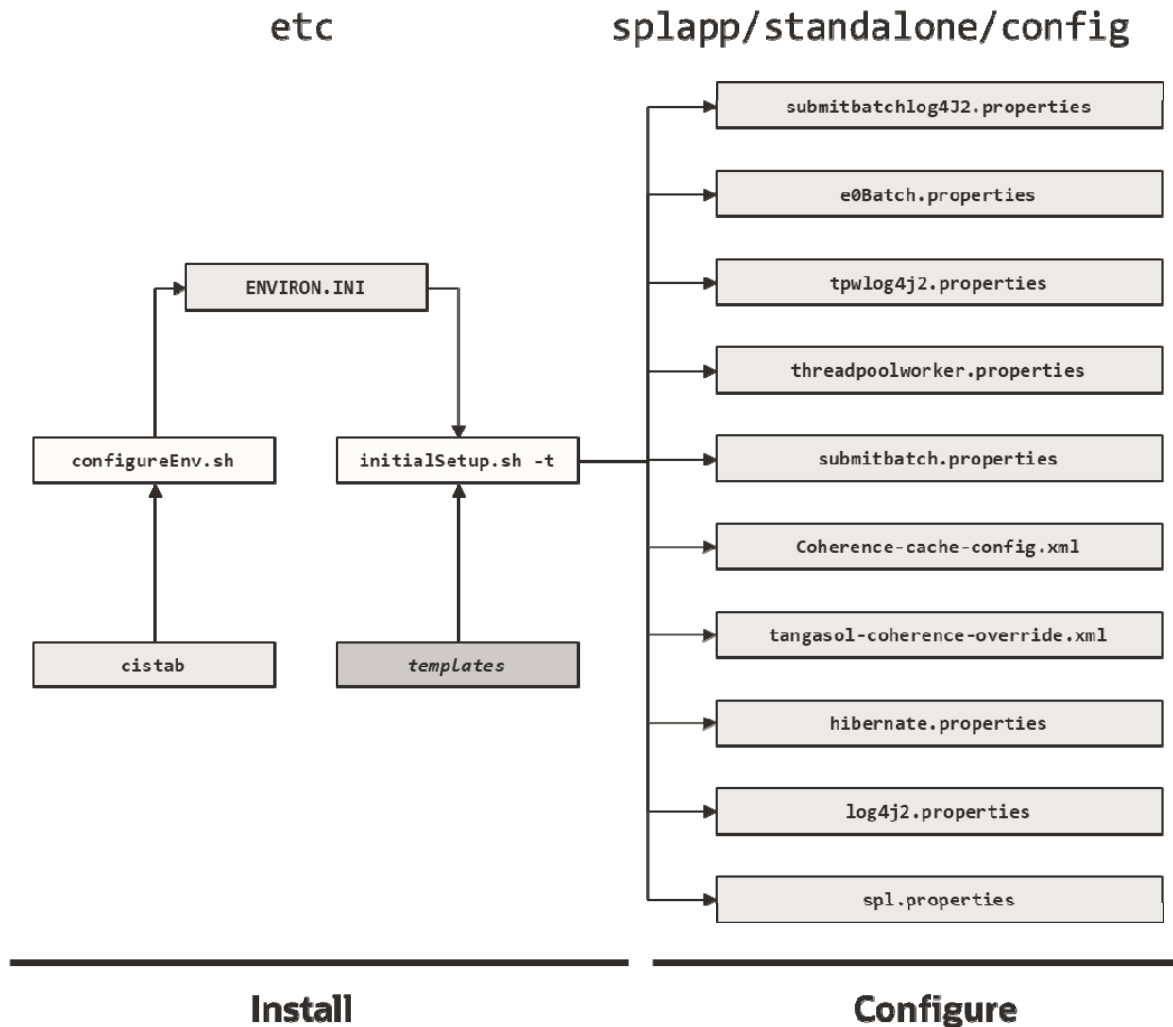 etc
splapp/standalone/config
submitbatchlog4J2.properties
e0Batch.properties
tpwlog4j2.properties
threadpoolworker.properties
submitbatch.properties
Coherence-cache-config.xml
tangasol-coherence-override.xml
hibernate.properties
log4j2.properties
spl.properties
ENVIRON.INI
configureEnv.sh
initialSetup.sh -t
cistab
templates
Install
Configure